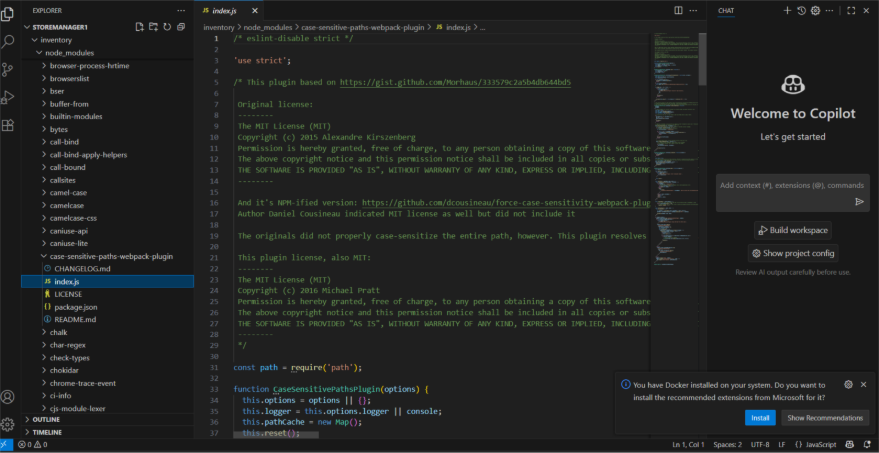 EXPLORER
STOREMANAGER1
inventory
node_modules
browser-process-hrtime
browserslist
bser
buffer-from
builtin-modules
bytes
call-bind
call-bind-apply-helpers
call-bound
callsites
camel-case
camelcase
camelcase-css
caniuse-api
caniuse-lite
case-sensitive-paths-webpack-plugin
CHANGELOG.md
JS index.js
LICENSE
{} package.json
README.md
chalk
char-regex
check-types
chokidar
chrome-trace-event
ci-info
cjs-module-lexer
OUTLINE
TIMELINE
JS index.js
inventory > node_modules > case-sensitive-paths-webpack-plugin > JS index.js > ...
1 /* eslint-disable strict */
2
3 'use strict';
4
5 /* This plugin based on https://gist.github.com/Morhaus/333579c2a5b4db644bd5
6
7 Original license:
8 --------
9 The MIT License (MIT)
10 Copyright (c) 2015 Alexandre Kirszenberg
11 Permission is hereby granted, free of charge, to any person obtaining a copy of this software
12 The above copyright notice and this permission notice shall be included in all copies or subs
13 THE SOFTWARE IS PROVIDED "AS IS", WITHOUT WARRANTY OF ANY KIND, EXPRESS OR IMPLIED, INCLUDING
14 --------
15
16 And it's NPM-ified version: https://github.com/dcousineau/force-case-sensitivity-webpack-plug
17 Author Daniel Cousineau indicated MIT license as well but did not include it
18
19 The originals did not properly case-sensitize the entire path, however. This plugin resolves
20
21 This plugin license, also MIT:
22 --------
23 The MIT License (MIT)
24 Copyright (c) 2016 Michael Pratt
25 Permission is hereby granted, free of charge, to any person obtaining a copy of this software
26 The above copyright notice and this permission notice shall be included in all copies or subs
27 THE SOFTWARE IS PROVIDED "AS IS", WITHOUT WARRANTY OF ANY KIND, EXPRESS OR IMPLIED, INCLUDING
28 --------
29 */
30
31 const path = require('path');
32
33 function CaseSensitivePathsPlugin(options) {
34 this.options = options || {};
35 this.logger = this.options.logger || console;
36 this.pathCache = new Map();
37 this.reset();
CHAT
Welcome to Copilot
Let's get started
Add context (#), extensions (@), commands
Build workspace
Show project config
Review AI output carefully before use.
You have Docker installed on your system. Do you want to
install the recommended extensions from Microsoft for it?
Install
Show Recommendations
0 0
Ln 1, Col 1
Spaces: 2
UTF-8
LF
{} JavaScript